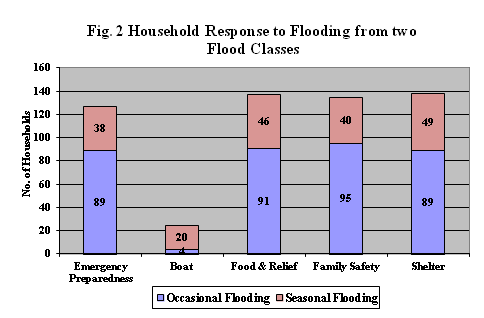 Fig. 2 Household Response to Flooding from two
Flood Classes
No. of Households
160
140
120
100
80
60
40
20
0
38
89
20
4
46
91
40
95
49
89
Emergency
Preparedness
Boat
Food & Relief
Family Safety
Shelter
Occasional Flooding
Seasonal Flooding